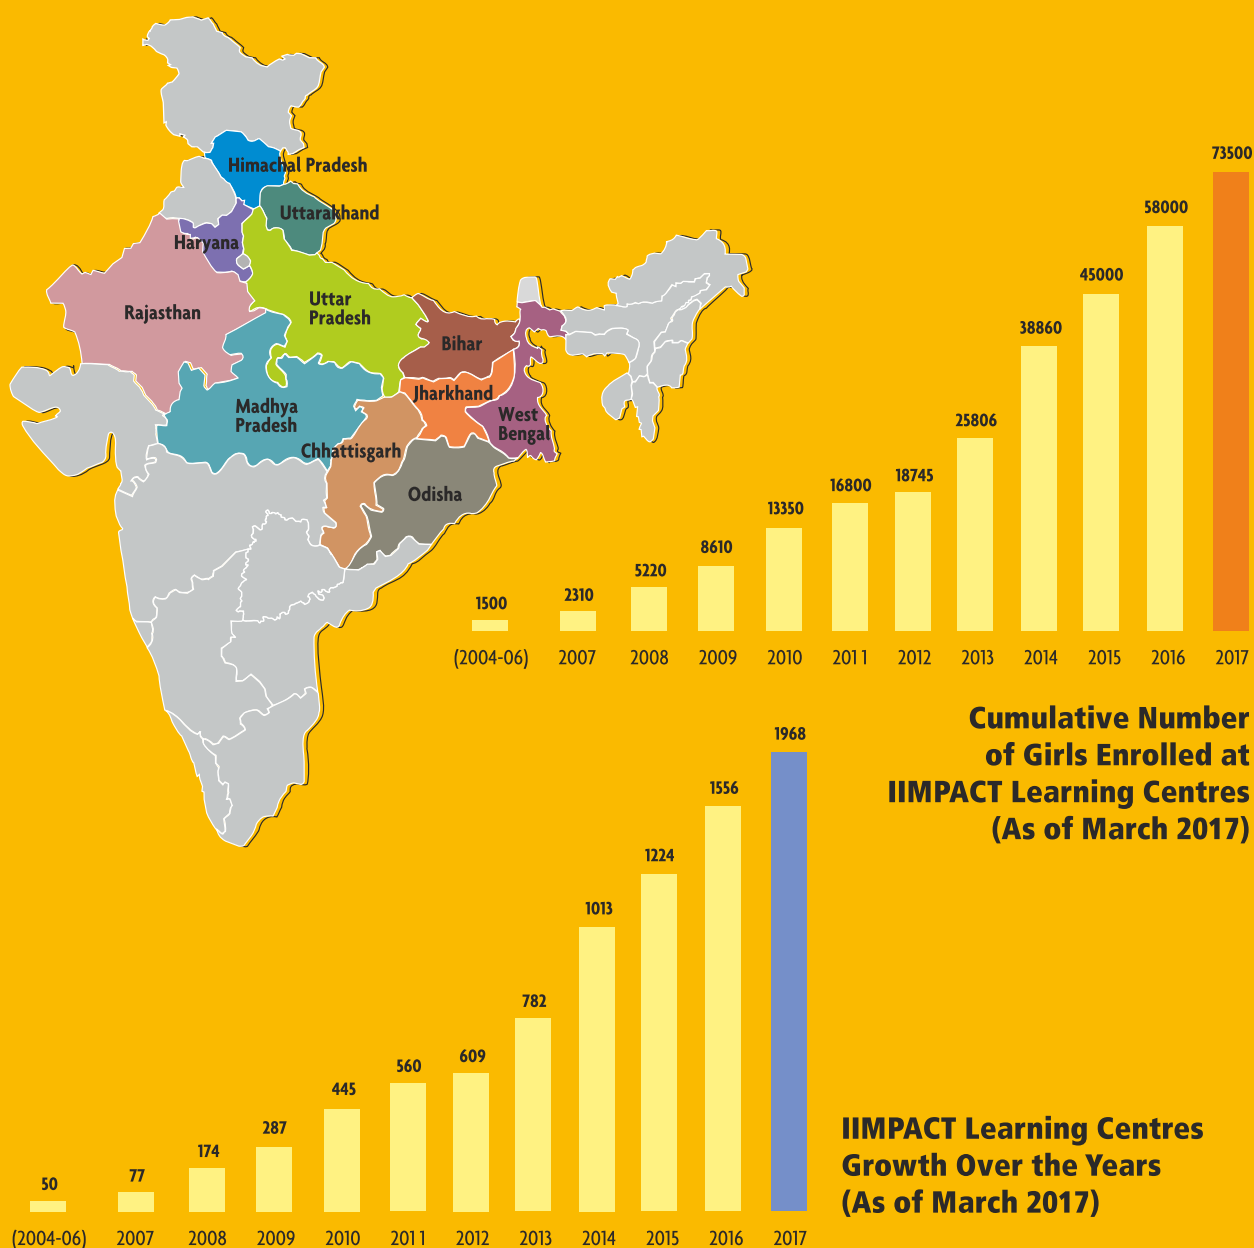 Himachal Pradesh
Uttarakhand
Haryana
Rajasthan
Uttar
Pradesh
Bihar
Jharkhand
Madhya
Pradesh
West
Bengal
Chhattisgarh
Odisha
1500
2310
5220
8610
13350
16800
18745
25806
38860
45000
58000
73500
(2004-06) 2007 2008 2009 2010 2011 2012 2013 2014 2015 2016 2017
Cumulative Number
of Girls Enrolled at
IIMPACT Learning Centres
(As of March 2017)
50
77
174
287
445
560
609
782
1013
1224
1556
1968
(2004-06) 2007 2008 2009 2010 2011 2012 2013 2014 2015 2016 2017
IIMPACT Learning Centres
Growth Over the Years
(As of March 2017)